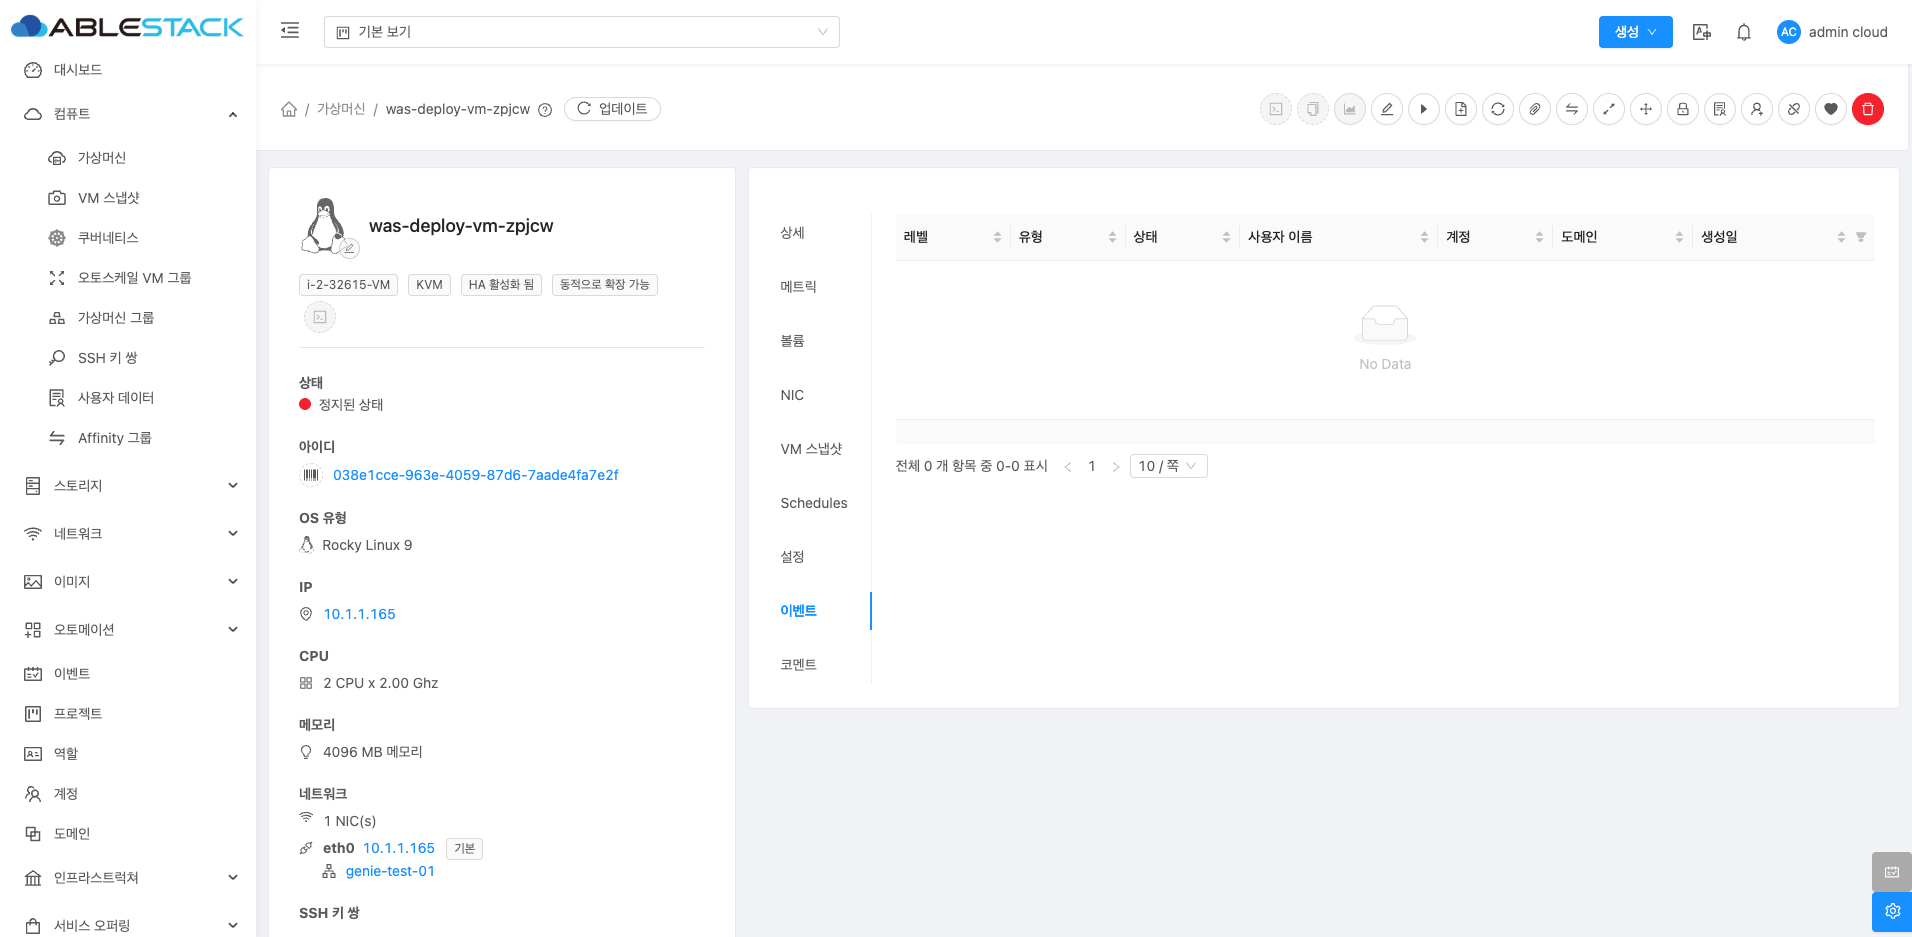 ABLESTACK
기본 보기
생성
AC
admin cloud
대시보드
컴퓨트
가상머신
VM 스냅샷
쿠버네티스
오토스케일 VM 그룹
가상머신 그룹
SSH 키 쌍
사용자 데이터
Affinity 그룹
스토리지
네트워크
이미지
오토메이션
이벤트
프로젝트
역할
계정
도메인
인프라스트럭쳐
서비스 오퍼링
/ 가상머신 / was-deploy-vm-zpjcw
업데이트
was-deploy-vm-zpjcw
i-2-32615-VM
KVM
HA 활성화 됨
동적으로 확장 가능
상태
정지된 상태
아이디
038e1cce-963e-4059-87d6-7aade4fa7e2f
OS 유형
Rocky Linux 9
IP
10.1.1.165
CPU
2 CPU x 2.00 Ghz
메모리
4096 MB 메모리
네트워크
1 NIC(s)
eth0 10.1.1.165 기본
genie-test-01
SSH 키 쌍
상세
메트릭
볼륨
NIC
VM 스냅샷
Schedules
설정
이벤트
코멘트
레벨 유형 상태 사용자 이름 계정 도메인 생성일
No Data
전체 0 개 항목 중 0-0 표시 < 1 > 10 / 쪽